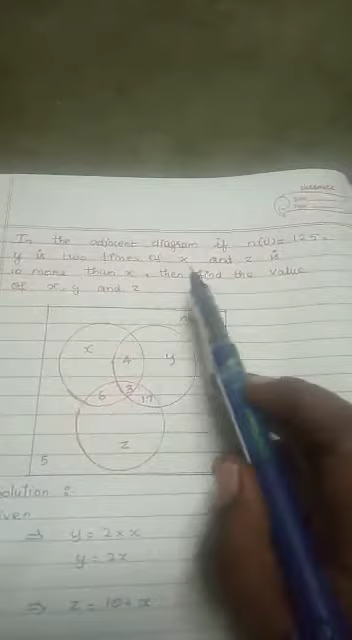 In the adjacent diagram if n(U) = 125.
y is two times of x and z is
10 more than x, then find the value
of x, y and z
x 4 y
6 3 17
z
5
Solution :
Given
⇒ y = 2 × x
y = 2x
⇒ z = 10 + x